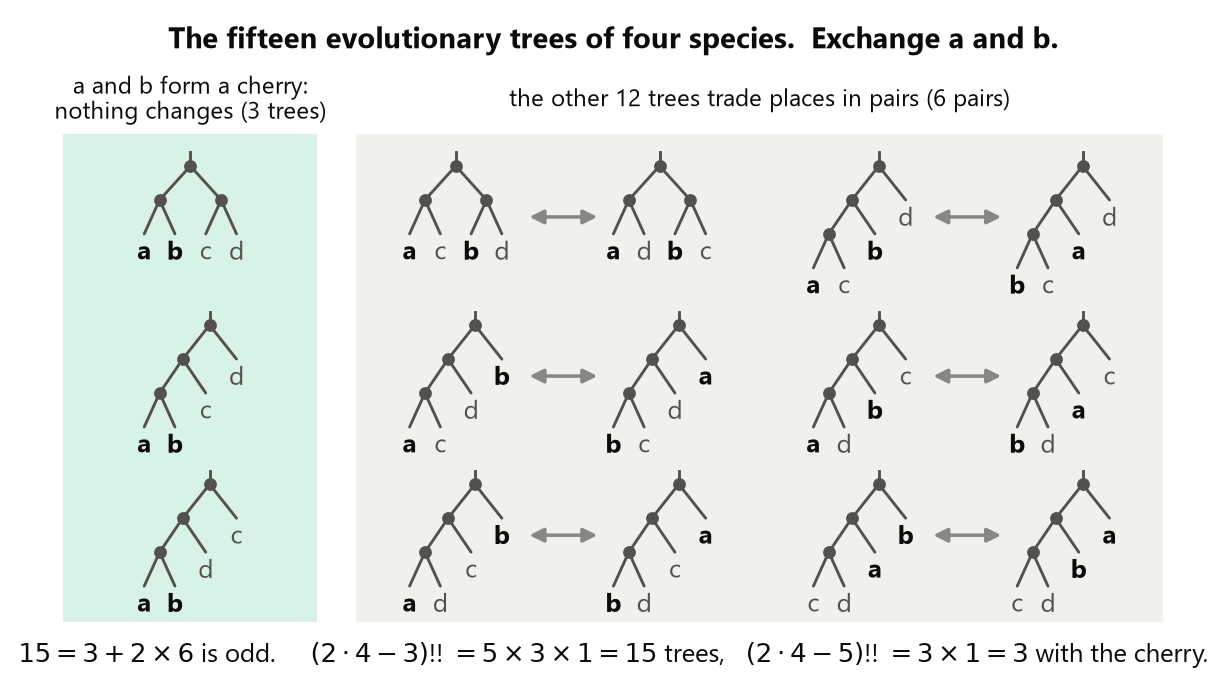 The fifteen evolutionary trees of four species.  Exchange a and b.
a and b form a cherry:
nothing changes (3 trees)
the other 12 trees trade places in pairs (6 pairs)
a b c d
a c b d
a d b c
d
b
a c
d
a
b c
d
c
a b
b
d
a c
a
d
b c
c
b
a d
c
a
b d
c
d
a b
b
c
a d
a
c
b d
b
a
c d
a
b
c d
15 = 3 + 2 × 6 is odd.  (2 · 4 − 3)!! = 5 × 3 × 1 = 15 trees,  (2 · 4 − 5)!! = 3 × 1 = 3 with the cherry.